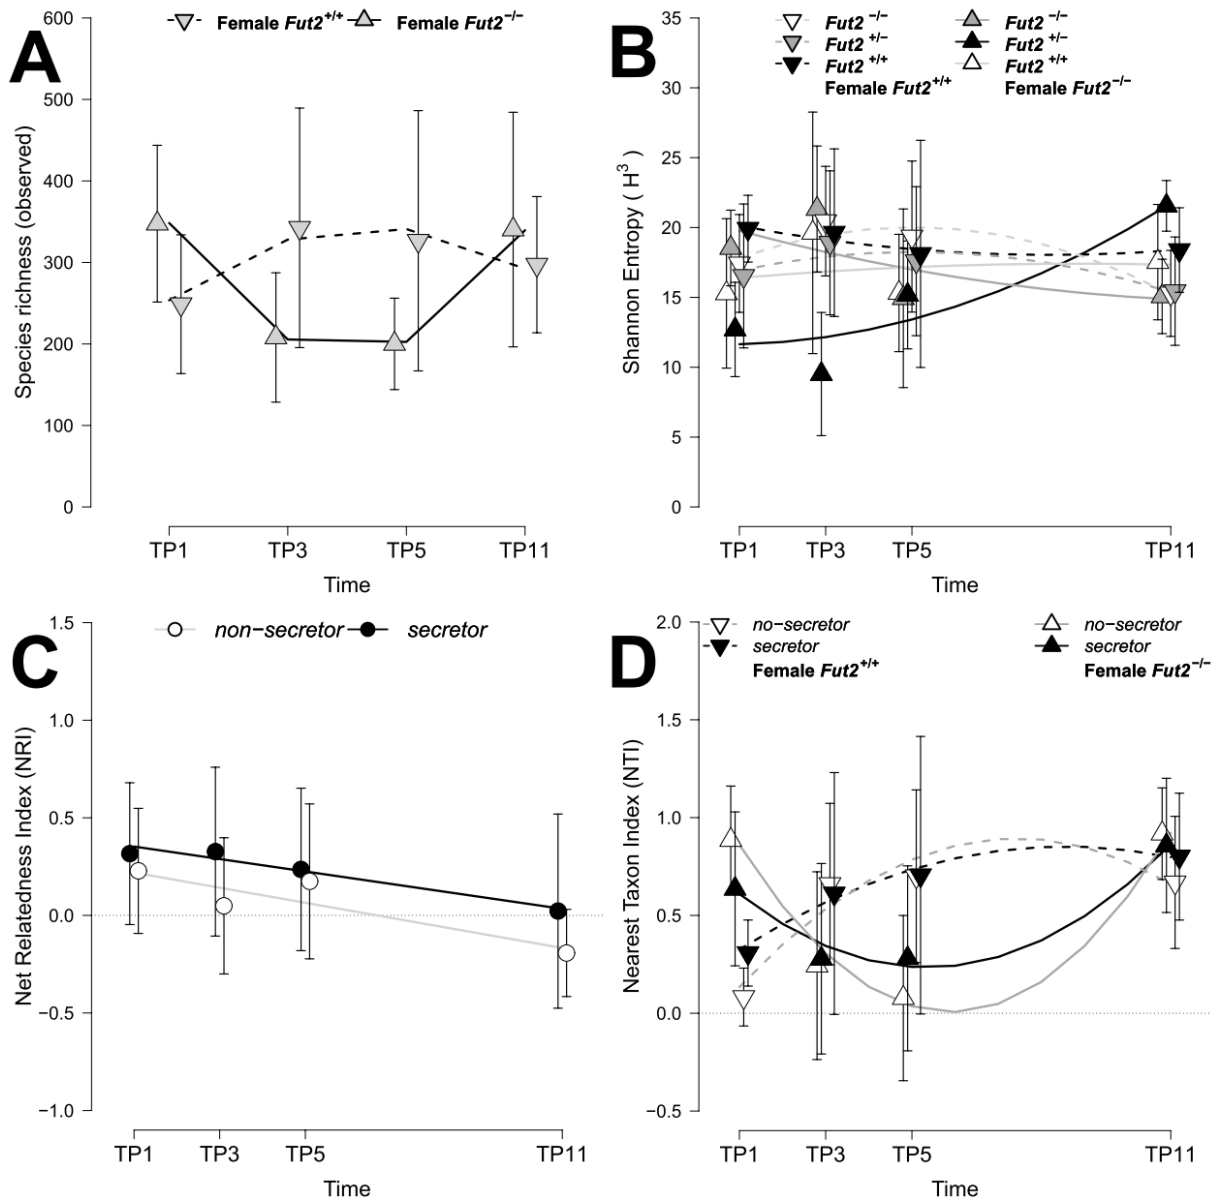 A
Female Fut2+/+ Female Fut2−/−
600
500
400
300
200
100
0
Species richness (observed)
TP1 TP3 TP5 TP11
Time
B
Fut2 −/− Fut2 −/−
Fut2 +/− Fut2 +/−
Fut2 +/+ Fut2 +/+
Female Fut2+/+ Female Fut2−/−
35
30
25
20
15
10
5
0
Shannon Entropy ( H3 )
TP1 TP3 TP5 TP11
Time
C
non−secretor secretor
1.5
1.0
0.5
0.0
−0.5
−1.0
Net Relatedness Index (NRI)
TP1 TP3 TP5 TP11
Time
D
no−secretor no−secretor
secretor secretor
Female Fut2+/+ Female Fut2−/−
2.0
1.5
1.0
0.5
0.0
−0.5
Nearest Taxon Index (NTI)
TP1 TP3 TP5 TP11
Time